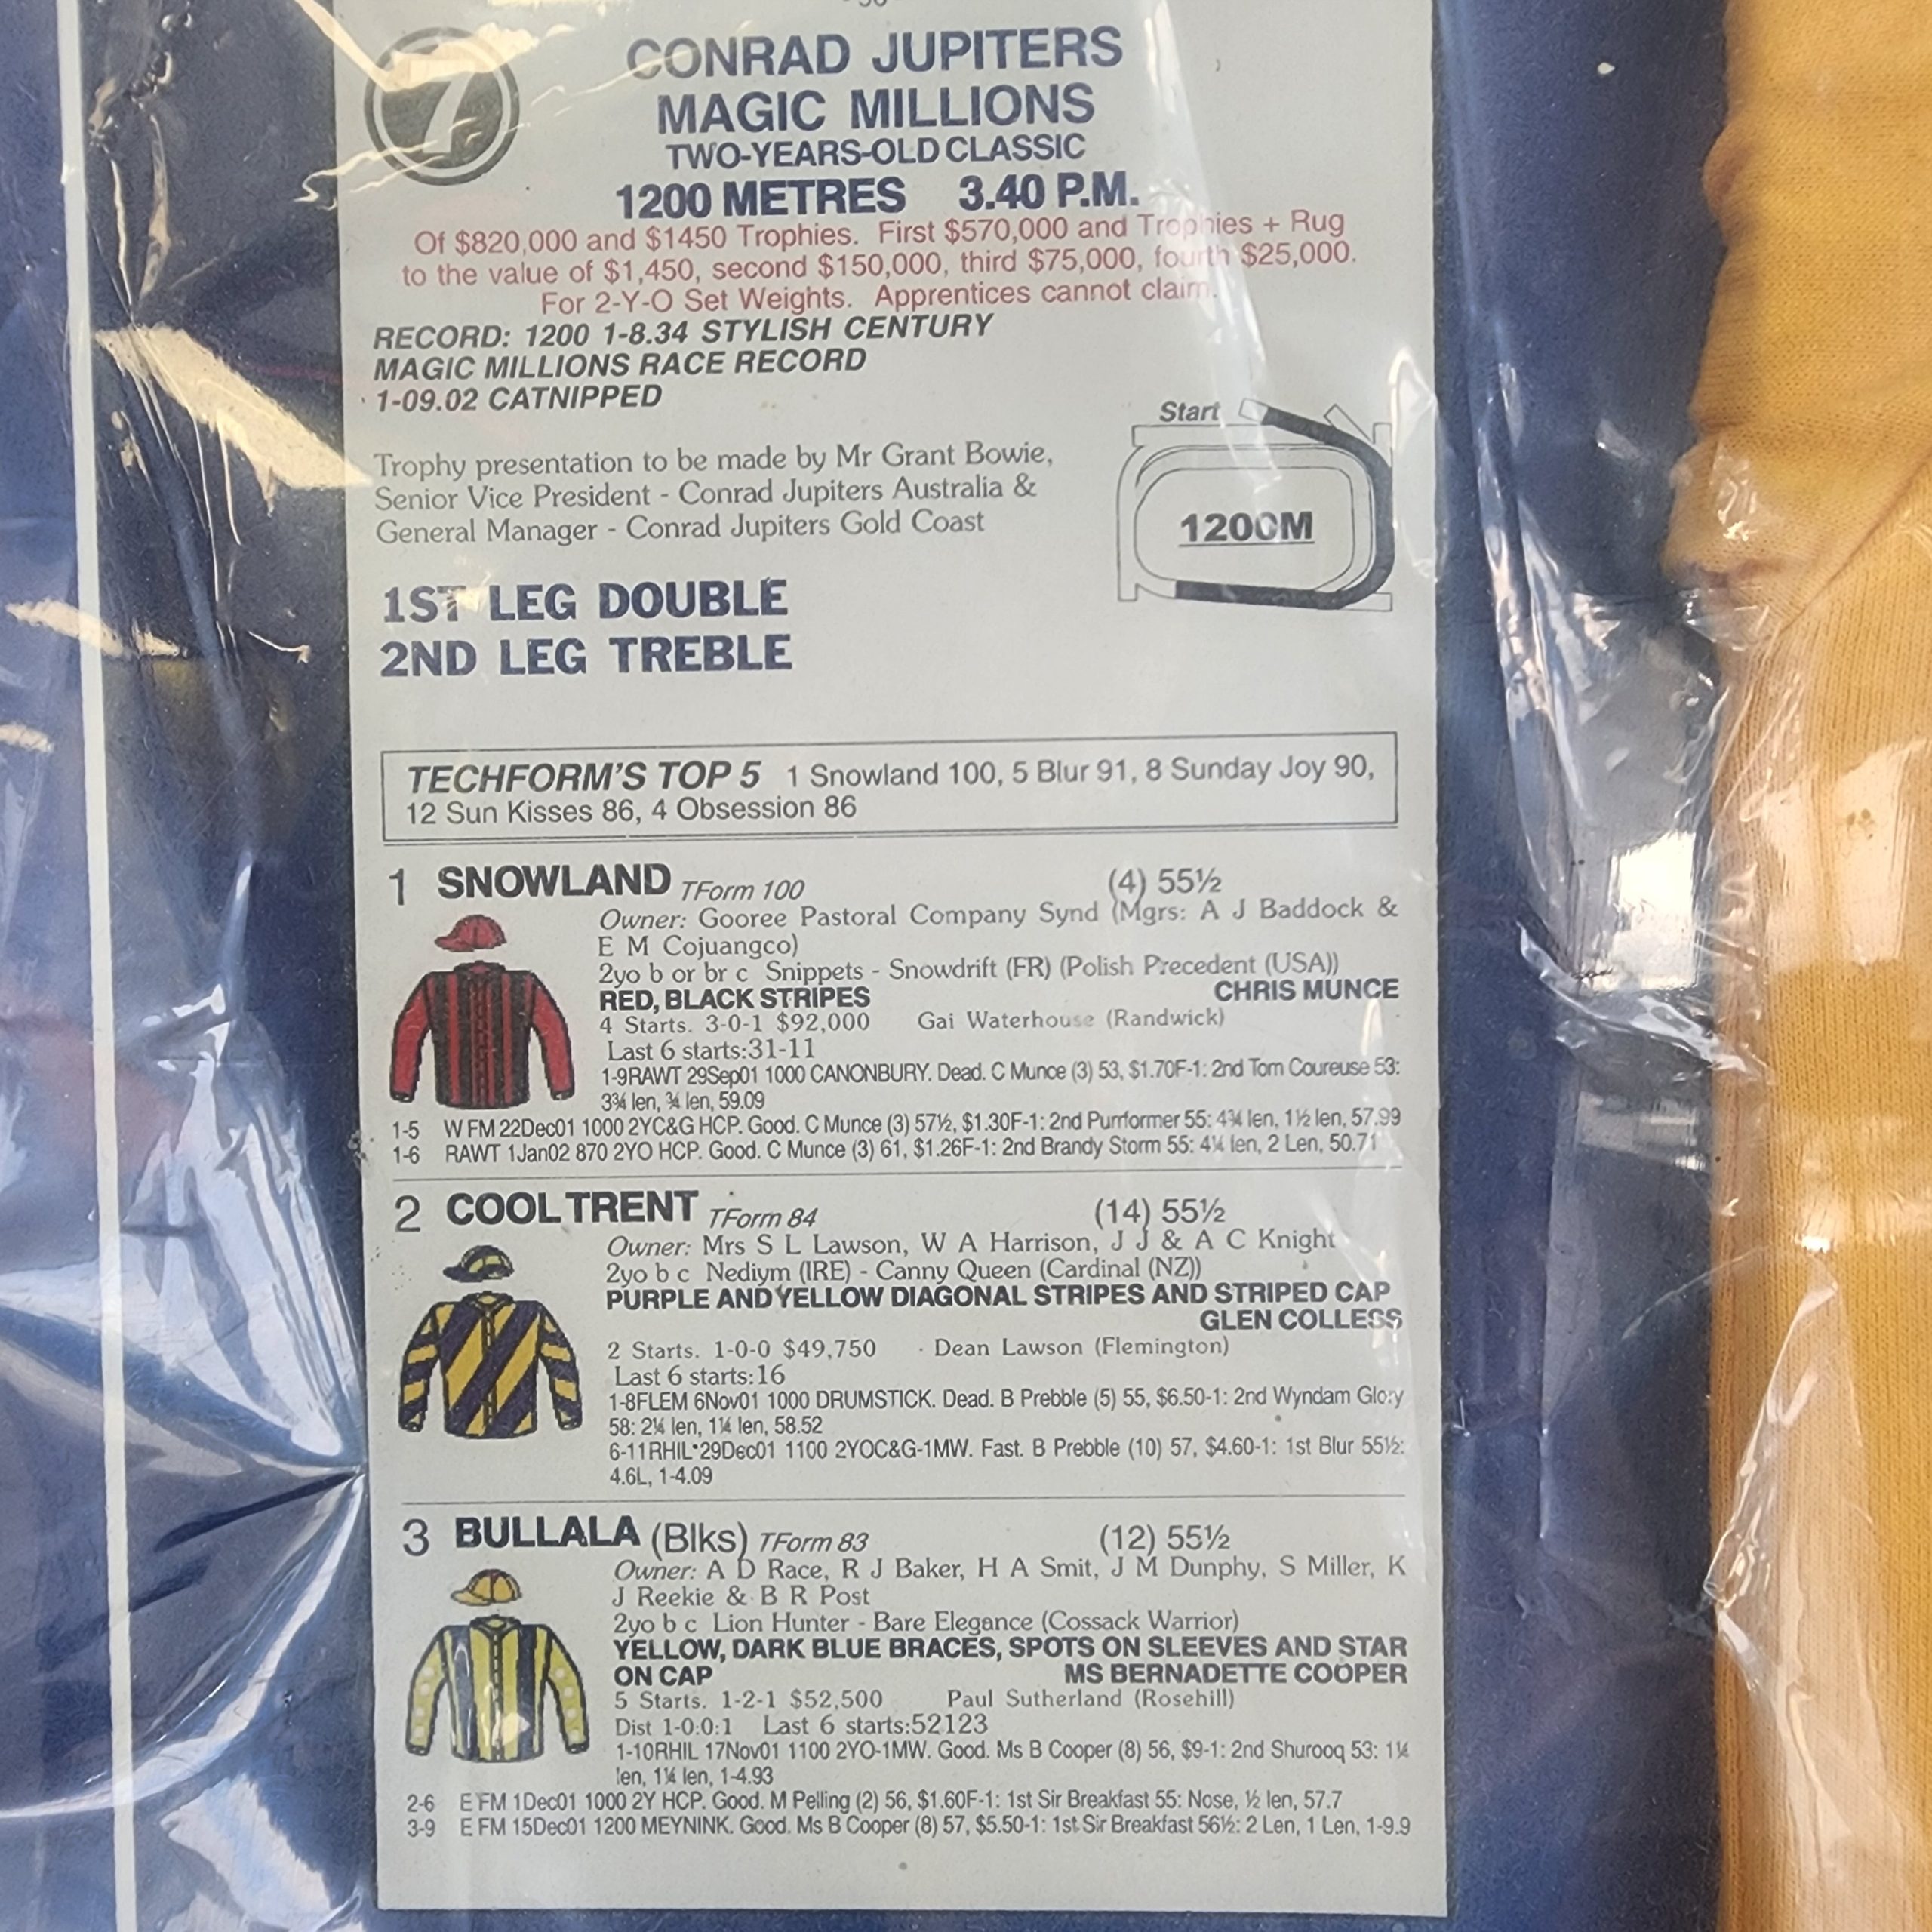 7
CONRAD JUPITERS
MAGIC MILLIONS
TWO-YEARS-OLD CLASSIC
1200 METRES 3.40 P.M.
Of $820,000 and $1450 Trophies. First $570,000 and Trophies + Rug
to the value of $1,450, second $150,000, third $75,000, fourth $25,000.
For 2-Y-O Set Weights. Apprentices cannot claim.
RECORD: 1200 1-8.34 STYLISH CENTURY
MAGIC MILLIONS RACE RECORD
1-09.02 CATNIPPED
Start
1200M
Trophy presentation to be made by Mr Grant Bowie,
Senior Vice President - Conrad Jupiters Australia &
General Manager - Conrad Jupiters Gold Coast
1ST LEG DOUBLE
2ND LEG TREBLE
TECHFORM'S TOP 5 1 Snowland 100, 5 Blur 91, 8 Sunday Joy 90,
12 Sun Kisses 86, 4 Obsession 86
1 SNOWLAND TForm 100 (4) 55½
Owner: Gooree Pastoral Company Synd (Mgrs: A J Baddock &
E M Cojuangco)
2yo b or br c Snippets - Snowdrift (FR) (Polish Precedent (USA))
RED, BLACK STRIPES CHRIS MUNCE
4 Starts. 3-0-1 $92,000 Gai Waterhouse (Randwick)
Last 6 starts:31-11
1-9RAWT 29Sep01 1000 CANONBURY. Dead. C Munce (3) 53, $1.70F-1: 2nd Tom Coureuse 53:
3¾ len, ¾ len, 59.09
1-5 W FM 22Dec01 1000 2YC&G HCP. Good. C Munce (3) 57½, $1.30F-1: 2nd Purrformer 55: 4¾ len, 1½ len, 57.99
1-6 RAWT 1Jan02 870 2YO HCP. Good. C Munce (3) 61, $1.26F-1: 2nd Brandy Storm 55: 4¼ len, 2 Len, 50.71
2 COOL TRENT TForm 84 (14) 55½
Owner: Mrs S L Lawson, W A Harrison, J J & A C Knight
2yo b c Nediym (IRE) - Canny Queen (Cardinal (NZ))
PURPLE AND YELLOW DIAGONAL STRIPES AND STRIPED CAP
GLEN COLLESS
2 Starts. 1-0-0 $49,750 Dean Lawson (Flemington)
Last 6 starts:16
1-8FLEM 6Nov01 1000 DRUMSTICK. Dead. B Prebble (5) 55, $6.50-1: 2nd Wyndam Glory
58: 2¼ len, 1¼ len, 58.52
6-11RHIL*29Dec01 1100 2YOC&G-1MW. Fast. B Prebble (10) 57, $4.60-1: 1st Blur 55½:
4.6L, 1-4.09
3 BULLALA (Blks) TForm 83 (12) 55½
Owner: A D Race, R J Baker, H A Smit, J M Dunphy, S Miller, K
J Reekie & B R Post
2yo b c Lion Hunter - Bare Elegance (Cossack Warrior)
YELLOW, DARK BLUE BRACES, SPOTS ON SLEEVES AND STAR
ON CAP MS BERNADETTE COOPER
5 Starts. 1-2-1 $52,500 Paul Sutherland (Rosehill)
Dist 1-0:0:1 Last 6 starts:52123
1-10RHIL 17Nov01 1100 2YO-1MW. Good. Ms B Cooper (8) 56, $9-1: 2nd Shurooq 53: 1¼
len, 1¼ len, 1-4.93
2-6 E FM 1Dec01 1000 2Y HCP. Good. M Pelling (2) 56, $1.60F-1: 1st Sir Breakfast 55: Nose, ½ len, 57.7
3-9 E FM 15Dec01 1200 MEYNINK. Good. Ms B Cooper (8) 57, $5.50-1: 1st Sir Breakfast 56½: 2 Len, 1 Len, 1-9.9